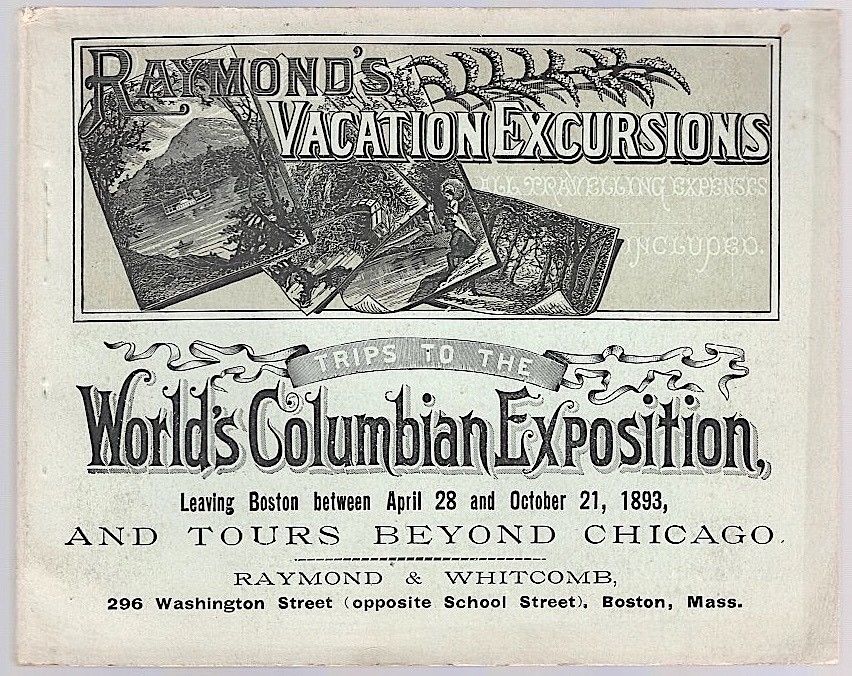 RAYMOND'S
VACATION EXCURSIONS
ALL TRAVELLING EXPENSES
INCLUDED.
TRIPS TO THE
World's Columbian Exposition,
Leaving Boston between April 28 and October 21, 1893,
AND TOURS BEYOND CHICAGO.
RAYMOND & WHITCOMB,
296 Washington Street (opposite School Street), Boston, Mass.